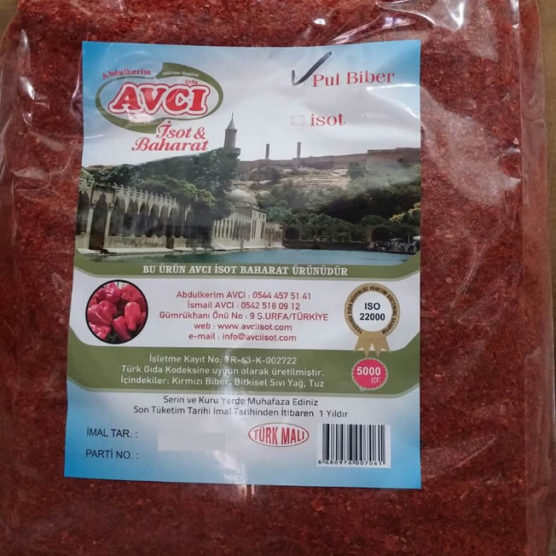 Abdulkerim
Urfa
AVCI
İsot &
Baharat
Pul Biber
isot
BU ÜRÜN AVCI İSOT BAHARAT ÜRÜNÜDÜR
Abdulkerim AVCI : 0544 457 51 41
İsmail AVCI : 0542 518 09 12
Gümrükhanı Önü No : 9 Ş.URFA/TÜRKİYE
web : www.avciisot.com
e-mail : info@avciisot.com
ISO
22000
İşletme Kayıt No: TR-63-K-002722
Türk Gıda Kodeksine uygun olarak üretilmiştir.
İçindekiler: Kırmızı Biber, Bitkisel Sıvı Yağ, Tuz
5000
gr.
Serin ve Kuru Yerde Muhafaza Ediniz
Son Tüketim Tarihi İmal Tarihinden İtibaren 1 Yıldır
İMAL TAR. :
TÜRK MALI
PARTİ NO. :
8 680976 007061